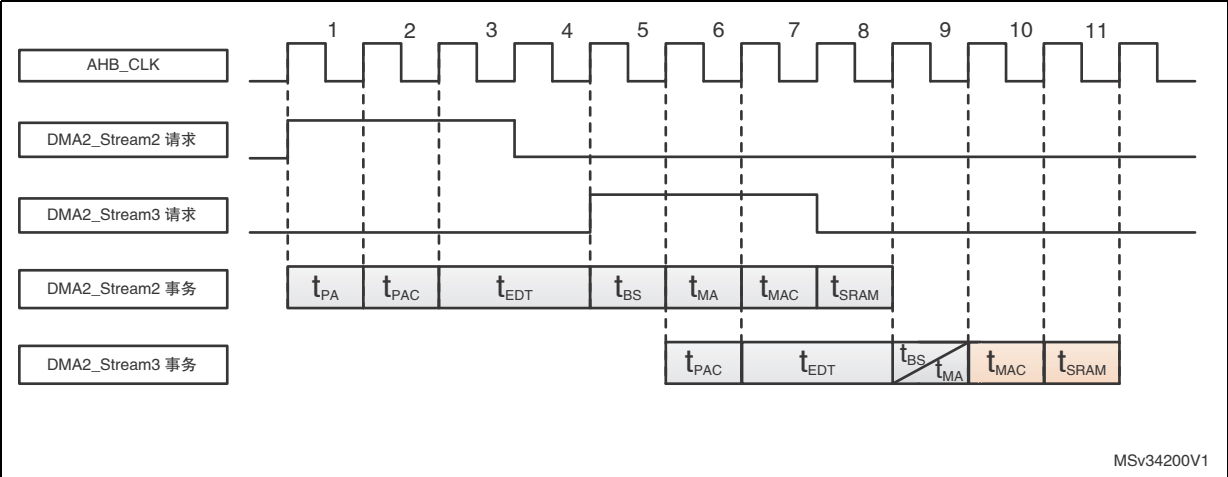 1 2 3 4 5 6 7 8 9 10 11
AHB_CLK
DMA2_Stream2 请求
DMA2_Stream3 请求
DMA2_Stream2 事务 tPA tPAC tEDT tBS tMA tMAC tSRAM
DMA2_Stream3 事务 tPAC tEDT tBS tMA tMAC tSRAM
MSv34200V1